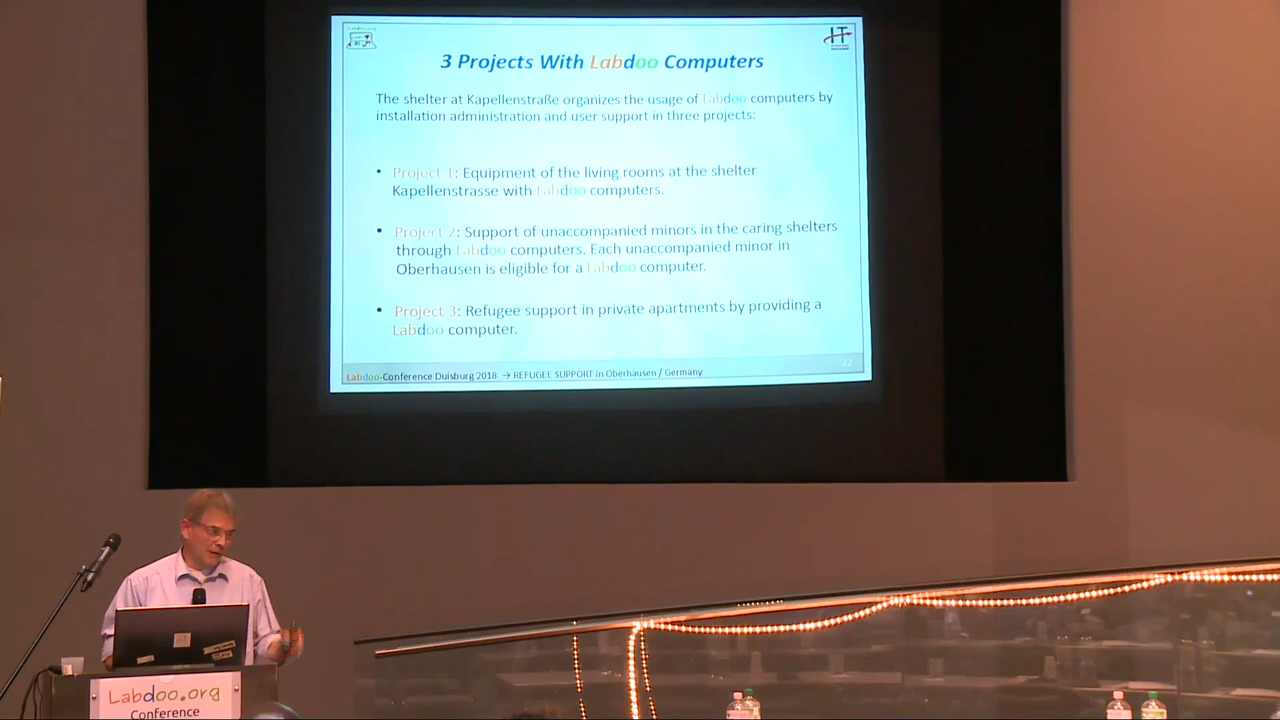 Labdoo.org
IT
3 Projects With Labdoo Computers
The shelter at Kapellenstraße organizes the usage of Labdoo computers by
installation administration and user support in three projects:
• Project 1: Equipment of the living rooms at the shelter
Kapellenstrasse with Labdoo computers.
• Project 2: Support of unaccompanied minors in the caring shelters
through Labdoo computers. Each unaccompanied minor in
Oberhausen is eligible for a Labdoo computer.
• Project 3: Refugee support in private apartments by providing a
Labdoo computer.
22
Labdoo-Conference Duisburg 2018 → REFUGEE SUPPORT in Oberhausen / Germany
Labdoo.org
Conference